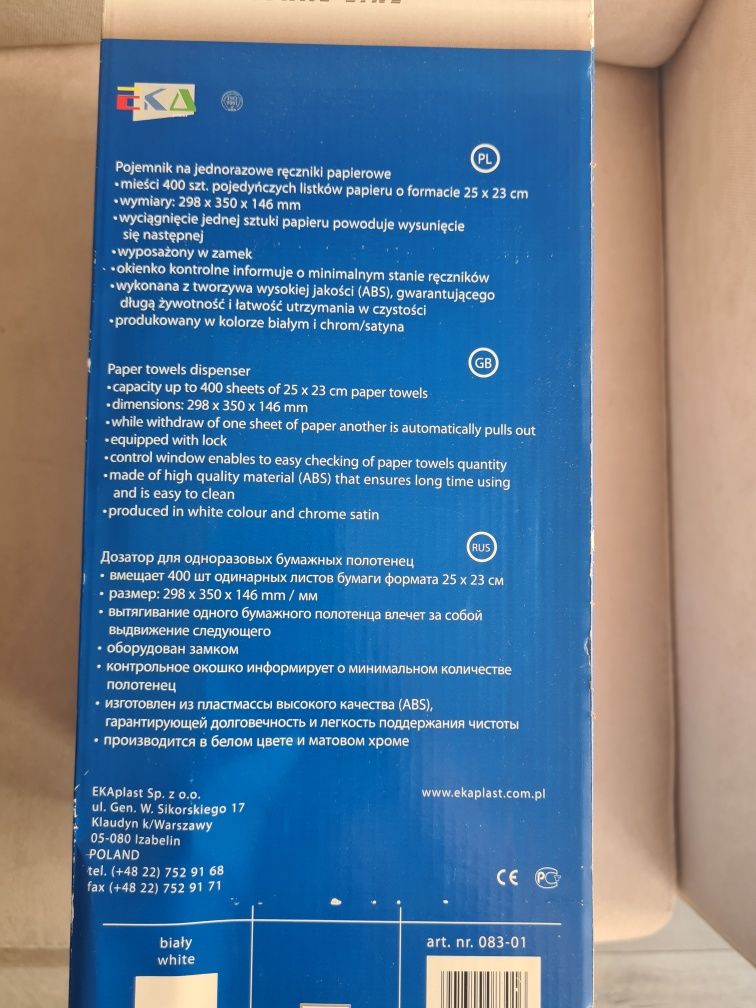 EKA
ISO 9001
Pojemnik na jednorazowe ręczniki papierowe
PL
•mieści 400 szt. pojedyńczych listków papieru o formacie 25 x 23 cm
•wymiary: 298 x 350 x 146 mm
•wyciągnięcie jednej sztuki papieru powoduje wysunięcie
się następnej
•wyposażony w zamek
•okienko kontrolne informuje o minimalnym stanie ręczników
•wykonana z tworzywa wysokiej jakości (ABS), gwarantującego
długą żywotność i łatwość utrzymania w czystości
•produkowany w kolorze białym i chrom/satyna
Paper towels dispenser
GB
•capacity up to 400 sheets of 25 x 23 cm paper towels
•dimensions: 298 x 350 x 146 mm
•while withdraw of one sheet of paper another is automatically pulls out
•equipped with lock
•control window enables to easy checking of paper towels quantity
•made of high quality material (ABS) that ensures long time using
and is easy to clean
•produced in white colour and chrome satin
Дозатор для одноразовых бумажных полотенец
RUS
• вмещает 400 шт одинарных листов бумаги формата 25 x 23 см
• размер: 298 x 350 x 146 mm / мм
• вытягивание одного бумажного полотенца влечет за собой
выдвижение следующего
• оборудован замком
• контрольное окошко информирует о минимальном количестве
полотенец
• изготовлен из пластмассы высокого качества (ABS),
гарантирующей долговечность и легкость поддержания чистоты
• производится в белом цвете и матовом хроме
EKAplast Sp. z o.o.
www.ekaplast.com.pl
ul. Gen. W. Sikorskiego 17
Klaudyn k/Warszawy
05-080 Izabelin
POLAND
tel. (+48 22) 752 91 68
fax (+48 22) 752 91 71
CE PC
biały
white
art. nr. 083-01